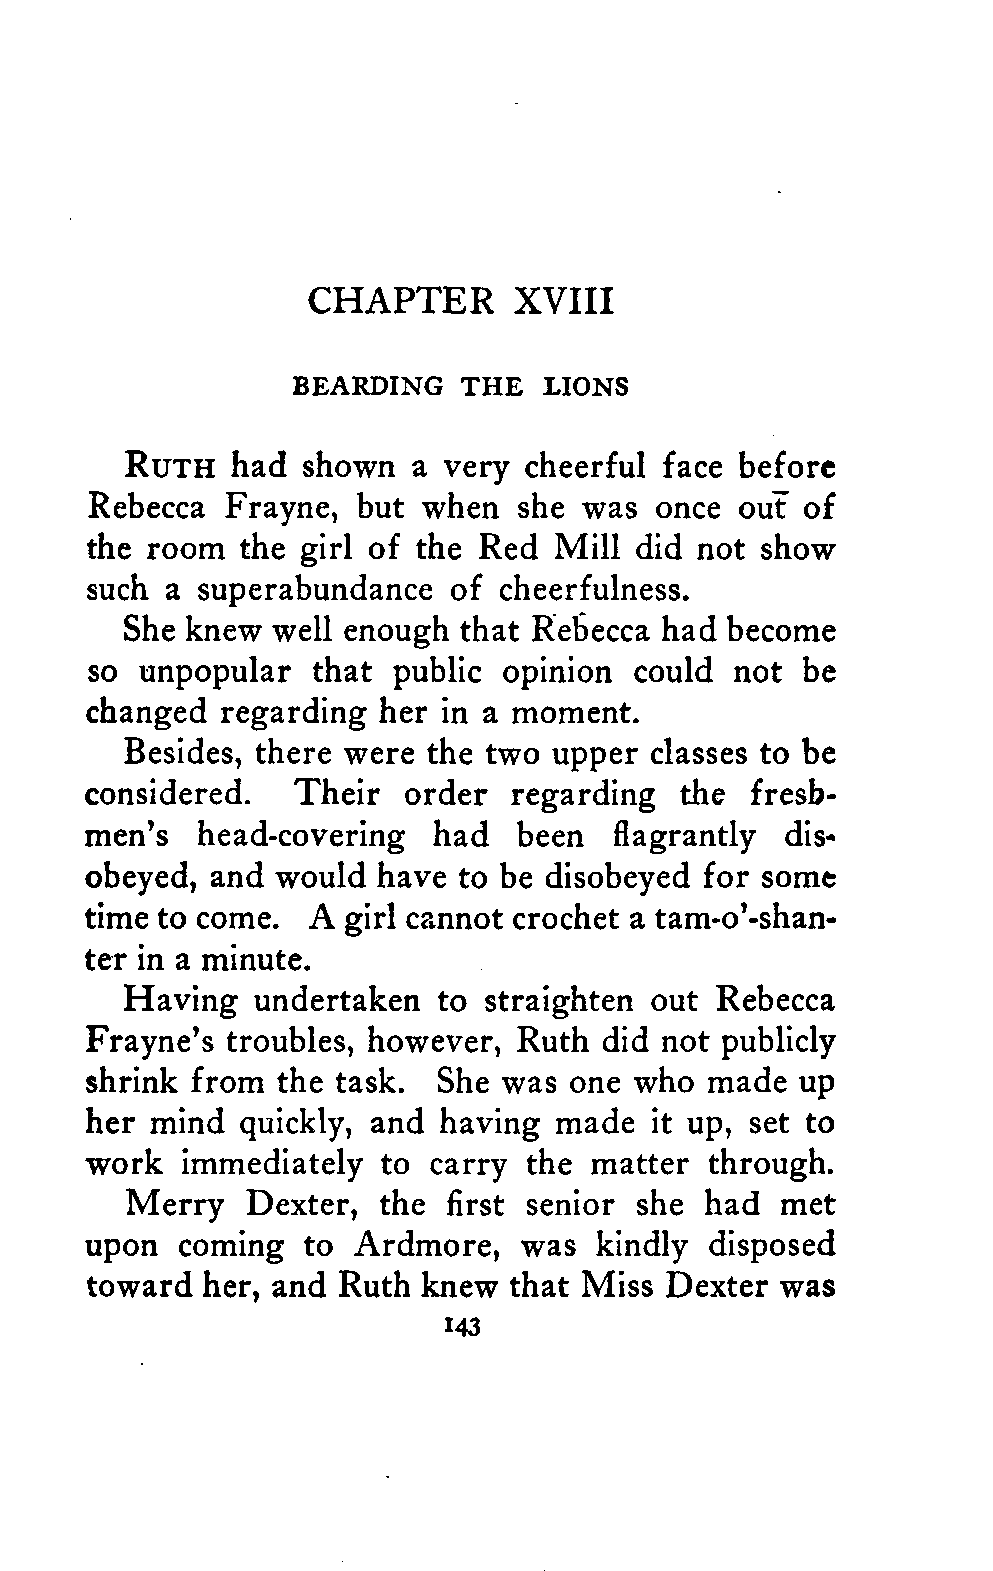 CHAPTER XVIII
BEARDING THE LIONS
RUTH had shown a very cheerful face before
Rebecca Frayne, but when she was once out of
the room the girl of the Red Mill did not show
such a superabundance of cheerfulness.
She knew well enough that Rebecca had become
so unpopular that public opinion could not be
changed regarding her in a moment.
Besides, there were the two upper classes to be
considered. Their order regarding the fresh-
men's head-covering had been flagrantly dis-
obeyed, and would have to be disobeyed for some
time to come. A girl cannot crochet a tam-o'-shan-
ter in a minute.
Having undertaken to straighten out Rebecca
Frayne's troubles, however, Ruth did not publicly
shrink from the task. She was one who made up
her mind quickly, and having made it up, set to
work immediately to carry the matter through.
Merry Dexter, the first senior she had met
upon coming to Ardmore, was kindly disposed
toward her, and Ruth knew that Miss Dexter was
143